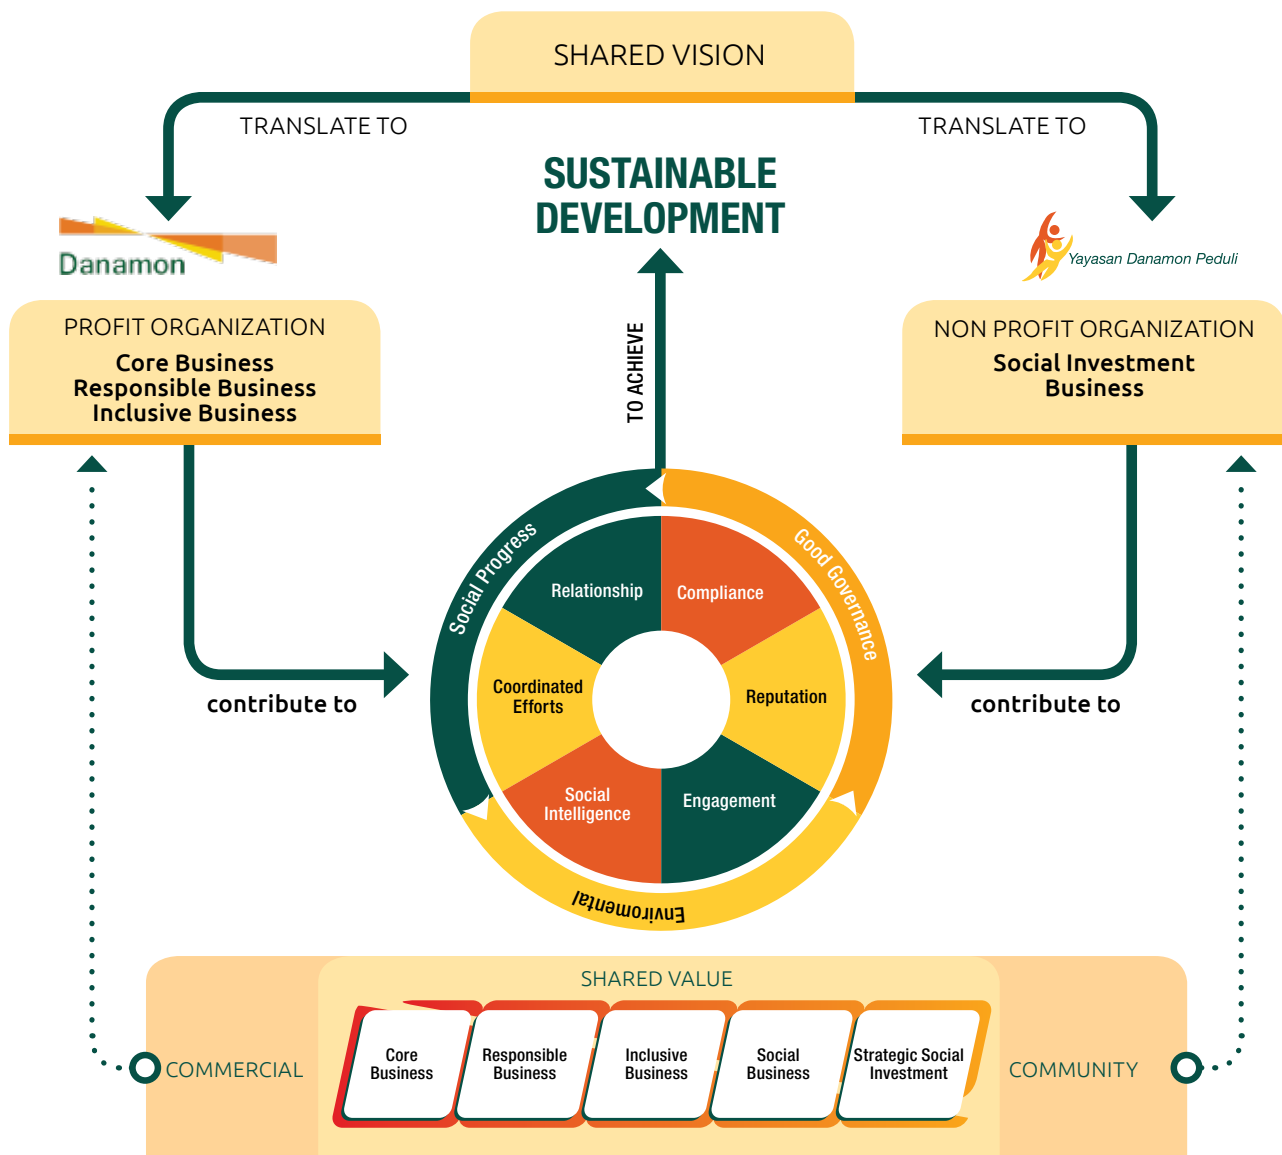 SHARED VISION
TRANSLATE TO
TRANSLATE TO
SUSTAINABLE
DEVELOPMENT
Danamon
Yayasan Danamon Peduli
PROFIT ORGANIZATION
Core Business
Responsible Business
Inclusive Business
NON PROFIT ORGANIZATION
Social Investment
Business
TO ACHIEVE
Social Progress
Good Governance
Enviromental
Relationship
Compliance
Coordinated
Efforts
Reputation
Social
Intelligence
Engagement
contribute to
contribute to
SHARED VALUE
COMMERCIAL
Core
Business
Responsible
Business
Inclusive
Business
Social
Business
Strategic Social
Investment
COMMUNITY